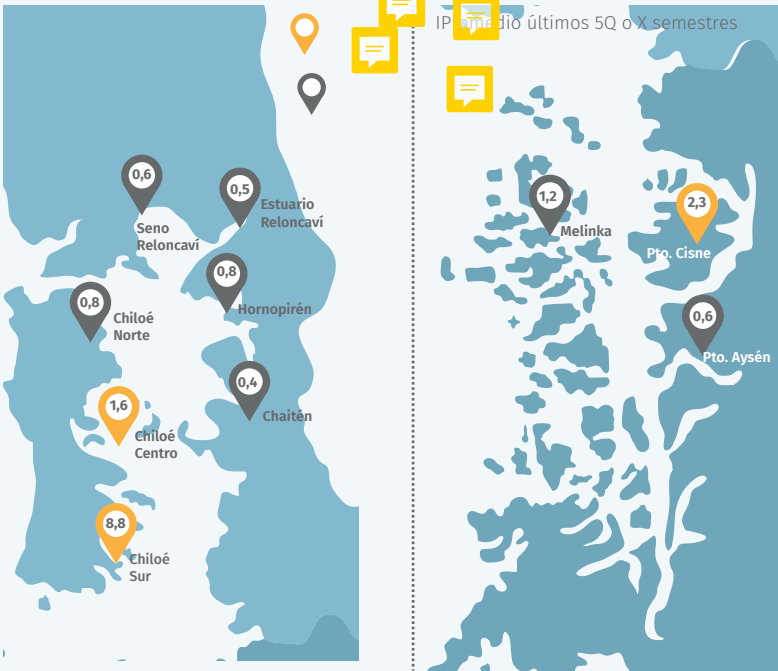 IP promedio últimos 5Q o X semestres
0,6
Seno
Reloncaví
0,5
Estuario
Reloncaví
0,8
Hornopirén
0,8
Chiloé
Norte
0,4
Chaitén
1,6
Chiloé
Centro
8,8
Chiloé
Sur
1,2
Melinka
2,3
Pto. Cisne
0,6
Pto. Aysén